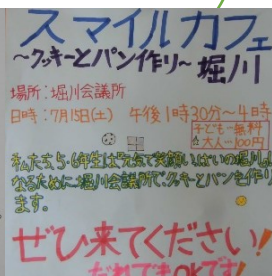 スマイルカフェ
~クッキーとパン作り~ 堀川
場所:堀川会議所
日時:7月15日(土) 午後1時30分~4時
子ども…無料
大人…100円
私たち5・6年生は元気で笑顔いっぱいの堀川に
なるために堀川会議所でクッキーとパンを作り
ます。
ぜひ来てください!
だれでもOKです!